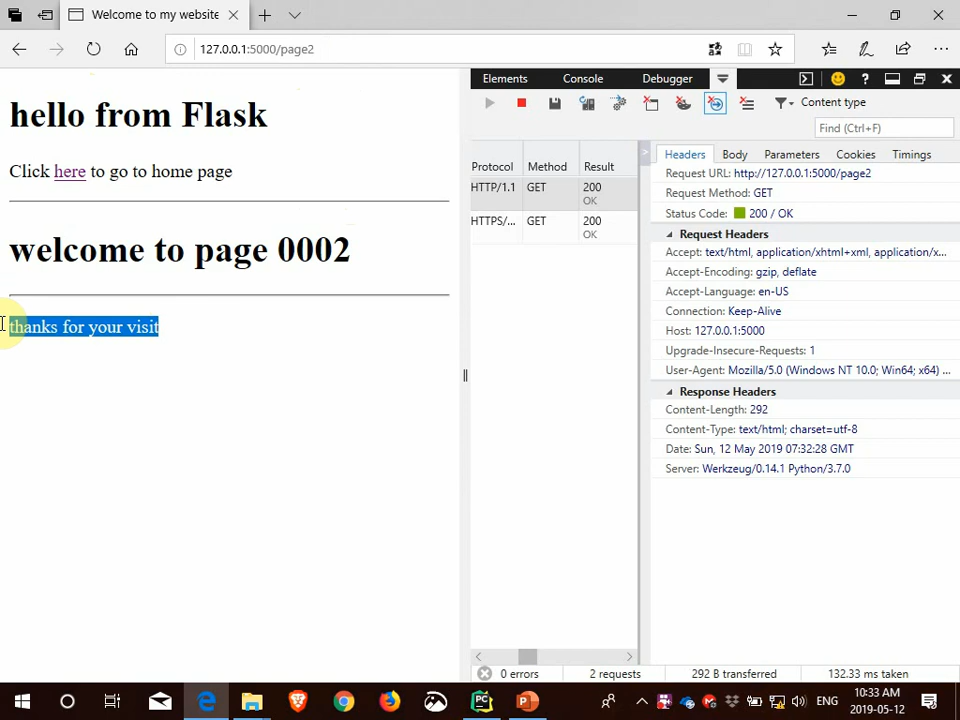 Welcome to my website
127.0.0.1:5000/page2
hello from Flask
Click here to go to home page
welcome to page 0002
thanks for your visit
Elements Console Debugger
Content type
Find (Ctrl+F)
Protocol Method Result
HTTP/1.1 GET 200
OK
HTTPS/... GET 200
OK
Headers Body Parameters Cookies Timings
Request URL: http://127.0.0.1:5000/page2
Request Method: GET
Status Code: 200 / OK
Request Headers
Accept: text/html, application/xhtml+xml, application/x...
Accept-Encoding: gzip, deflate
Accept-Language: en-US
Connection: Keep-Alive
Host: 127.0.0.1:5000
Upgrade-Insecure-Requests: 1
User-Agent: Mozilla/5.0 (Windows NT 10.0; Win64; x64) ...
Response Headers
Content-Length: 292
Content-Type: text/html; charset=utf-8
Date: Sun, 12 May 2019 07:32:28 GMT
Server: Werkzeug/0.14.1 Python/3.7.0
0 errors 2 requests 292 B transferred 132.33 ms taken
ENG
10:33 AM
2019-05-12